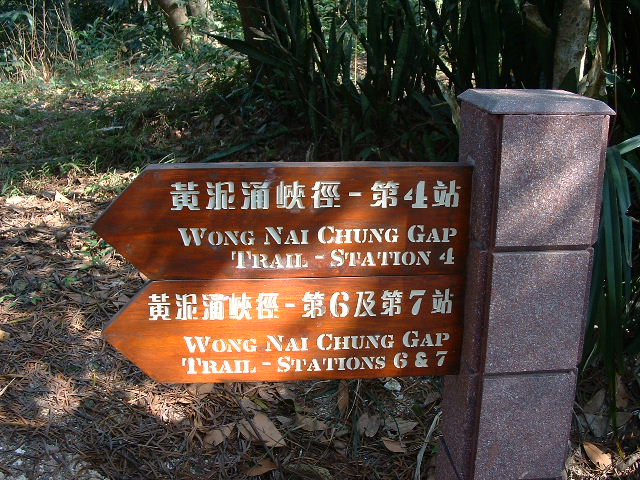 黃泥涌峽徑-第4站
WONG NAI CHUNG GAP
TRAIL - STATION 4
黃泥涌峽徑-第6及第7站
WONG NAI CHUNG GAP
TRAIL - STATIONS 6 & 7